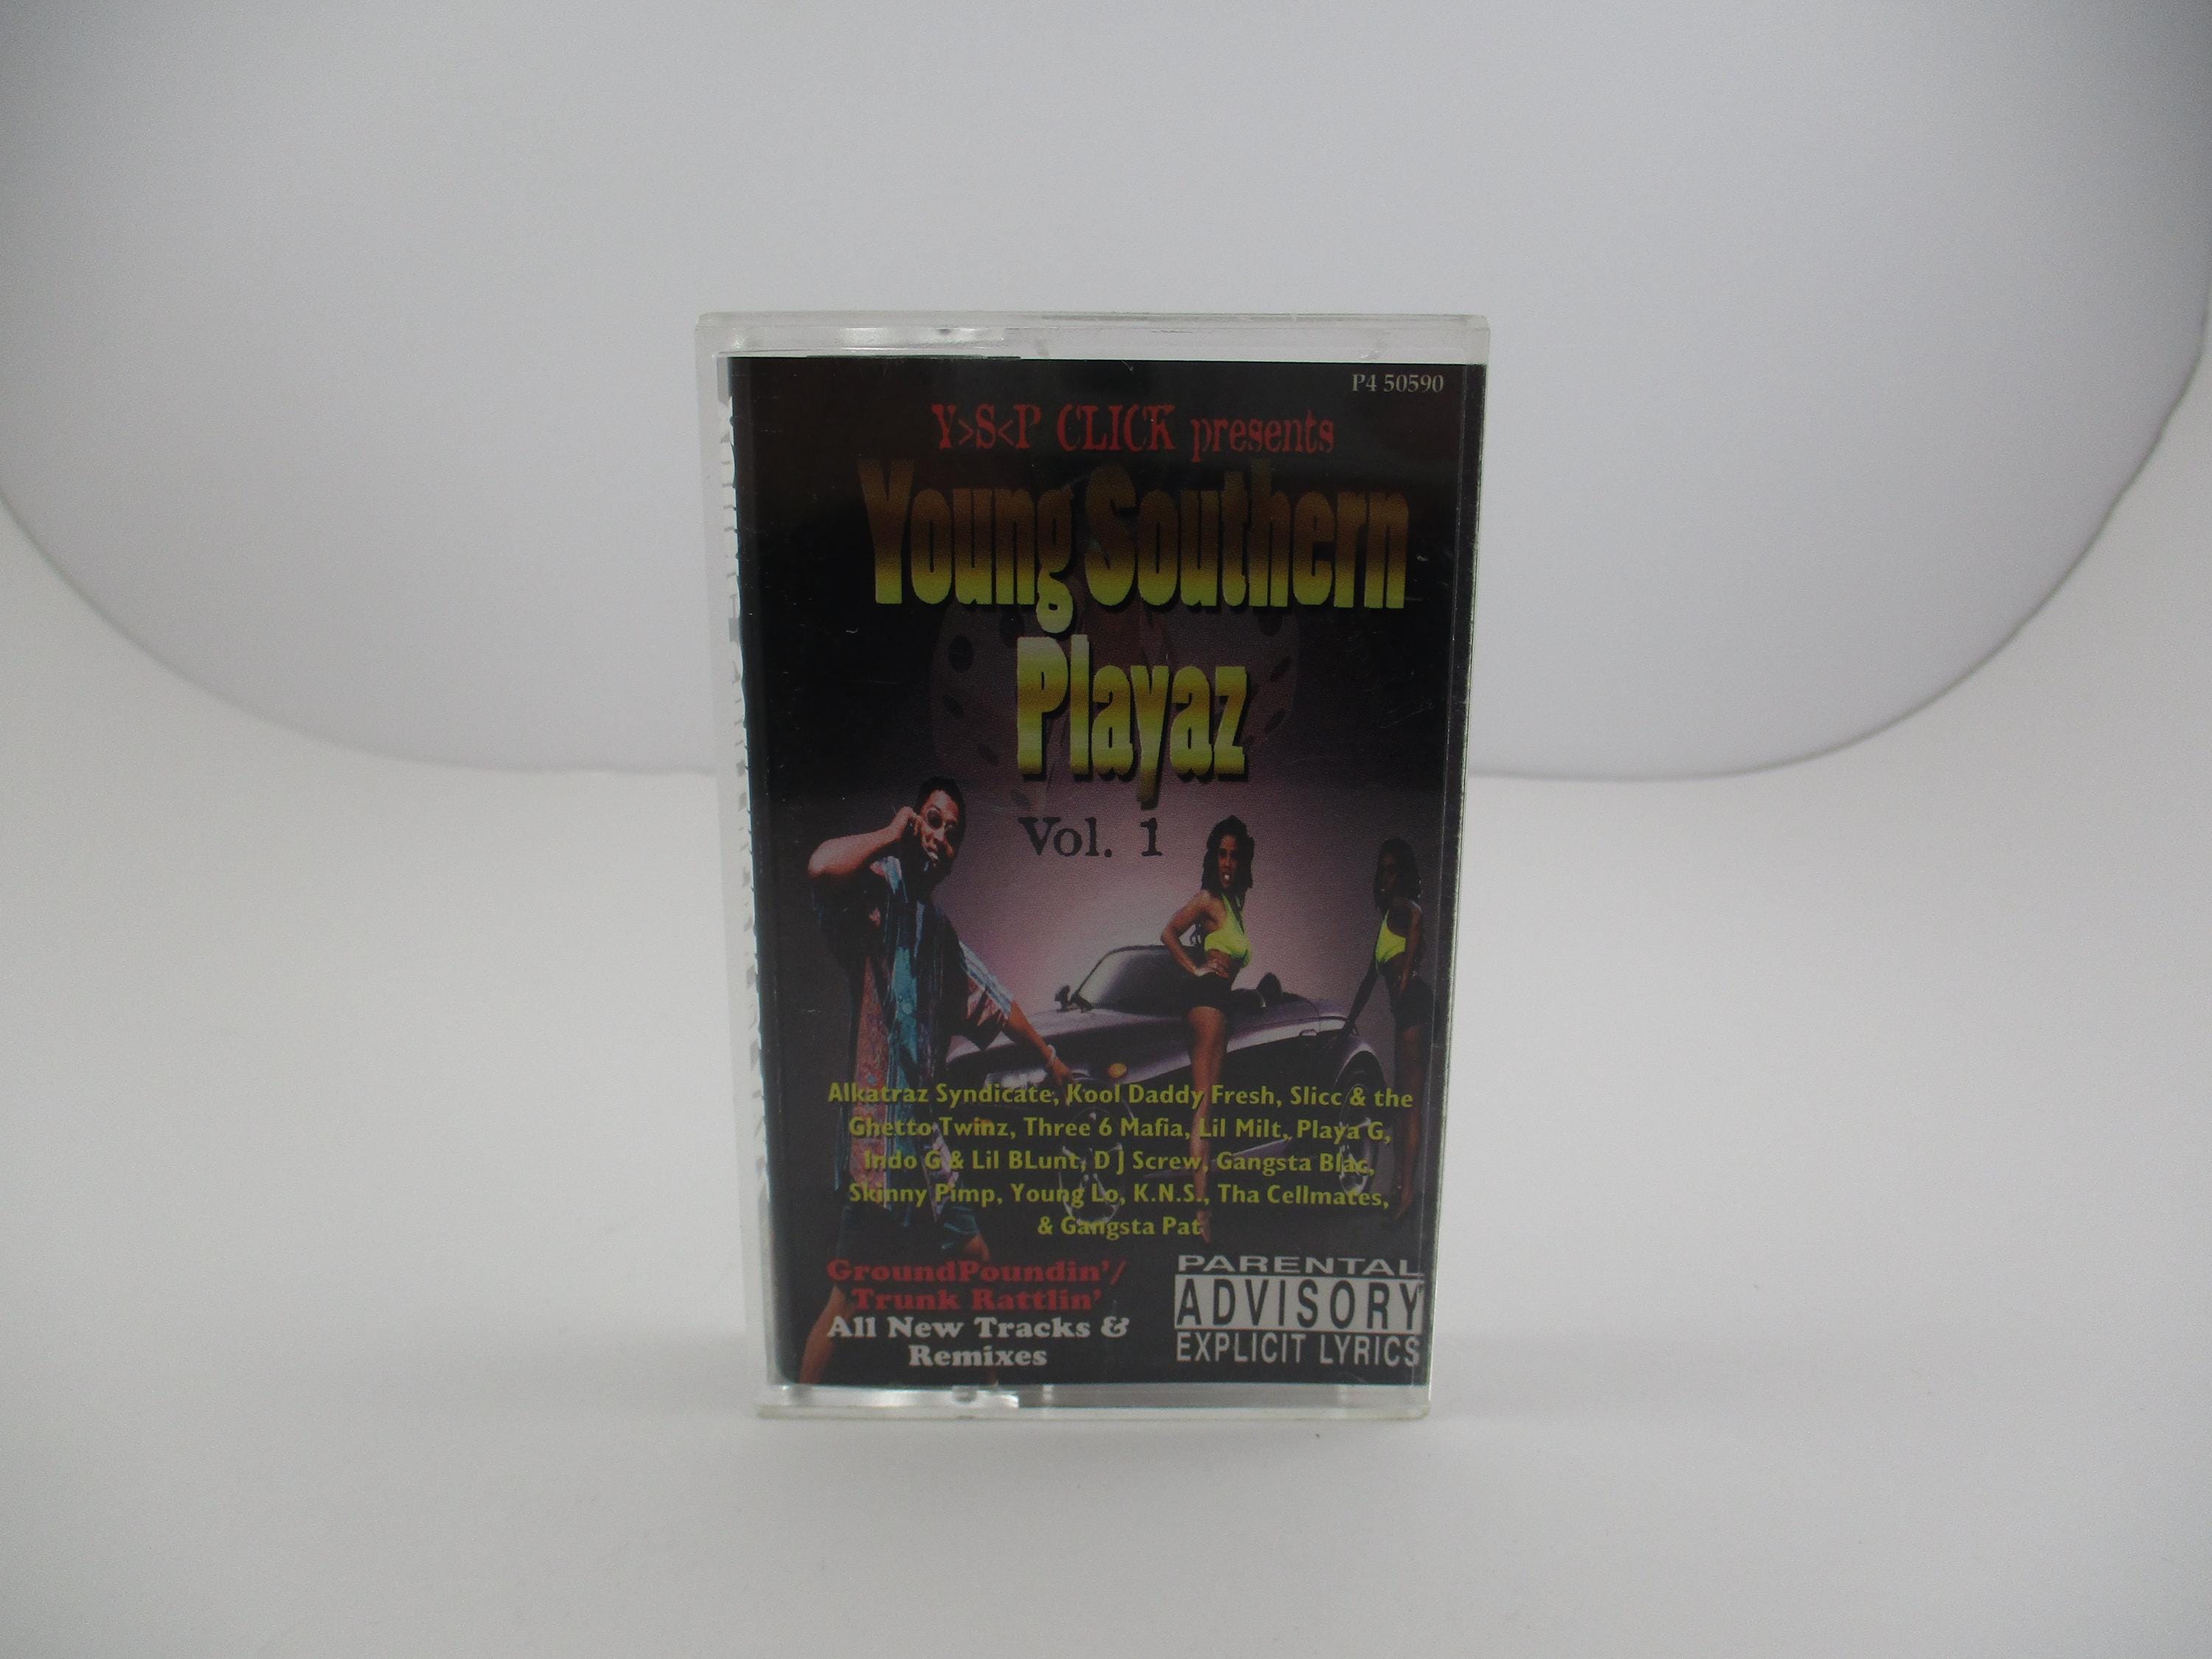 P4 50590
Y>S<P CLICK presents
Young Southern
Playaz
Vol. 1
Alkatraz Syndicate, Kool Daddy Fresh, Slicc & the
Ghetto Twinz, Three 6 Mafia, Lil Milt, Playa G,
Indo G & Lil BLunt, D J Screw, Gangsta Blac,
Skinny Pimp, Young Lo, K.N.S., Tha Cellmates,
& Gangsta Pat
GroundPoundin'/
Trunk Rattlin'
All New Tracks &
Remixes
PARENTAL
ADVISORY
EXPLICIT LYRICS